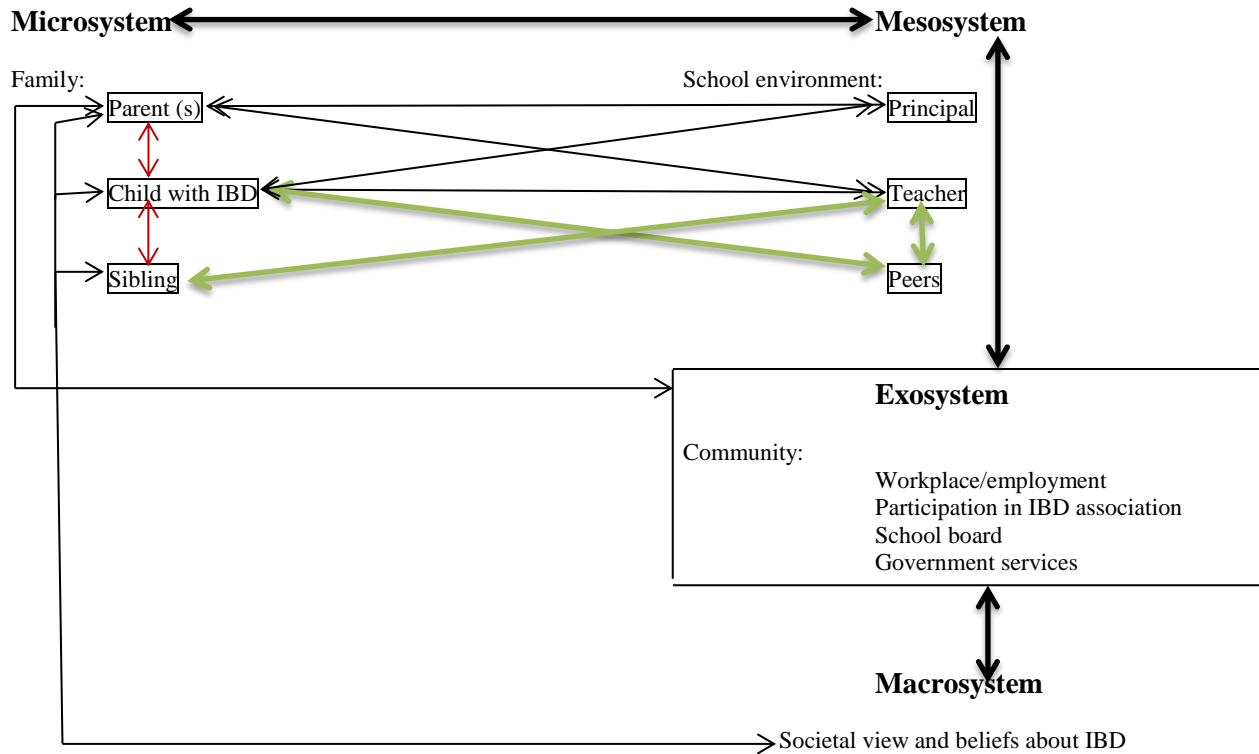 Microsystem Mesosystem
Family: School environment:
Parent (s) Principal
Child with IBD Teacher
Sibling Peers
Exosystem
Community:
Workplace/employment
Participation in IBD association
School board
Government services
Macrosystem
Societal view and beliefs about IBD